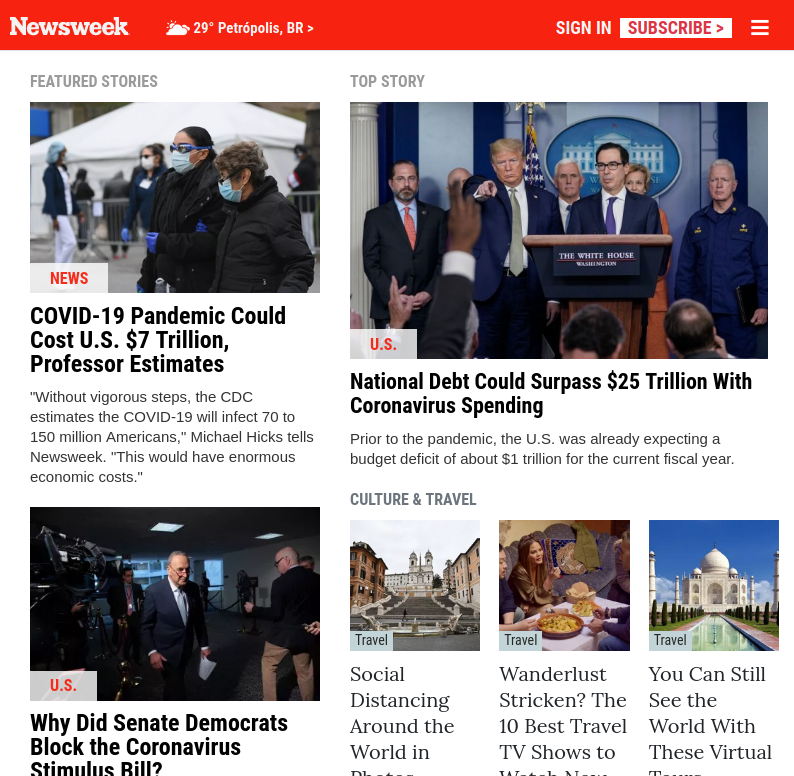 Newsweek
29° Petrópolis, BR >
SIGN IN
SUBSCRIBE >
FEATURED STORIES
NEWS
COVID-19 Pandemic Could
Cost U.S. $7 Trillion,
Professor Estimates
"Without vigorous steps, the CDC
estimates the COVID-19 will infect 70 to
150 million Americans," Michael Hicks tells
Newsweek. "This would have enormous
economic costs."
U.S.
Why Did Senate Democrats
Block the Coronavirus
Stimulus Bill?
TOP STORY
THE WHITE HOUSE
WASHINGTON
U.S.
National Debt Could Surpass $25 Trillion With
Coronavirus Spending
Prior to the pandemic, the U.S. was already expecting a
budget deficit of about $1 trillion for the current fiscal year.
CULTURE & TRAVEL
Travel
Social
Distancing
Around the
World in
Photos
Travel
Wanderlust
Stricken? The
10 Best Travel
TV Shows to
Watch Now
Travel
You Can Still
See the
World With
These Virtual
Tours